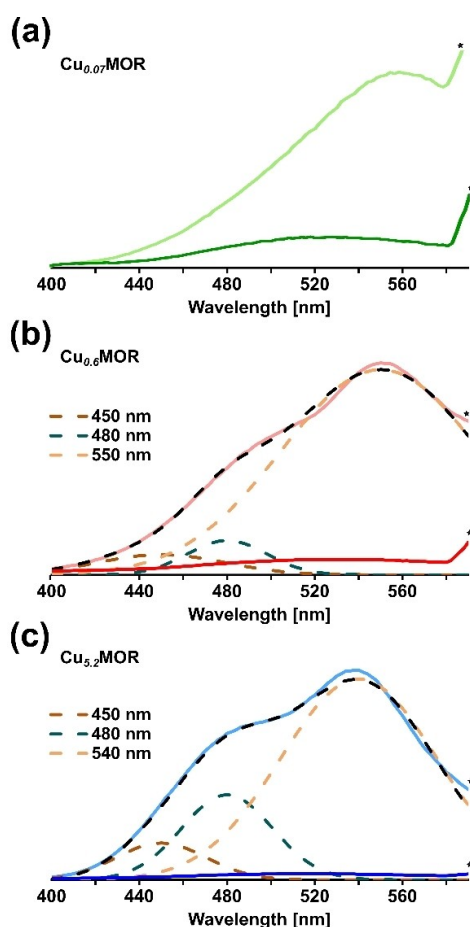 (a)
Cu0.07MOR
*
*
400 440 480 520 560
Wavelength [nm]
(b)
Cu0.6MOR
450 nm
480 nm
550 nm
*
*
400 440 480 520 560
Wavelength [nm]
(c)
Cu5.2MOR
450 nm
480 nm
540 nm
*
*
400 440 480 520 560
Wavelength [nm]